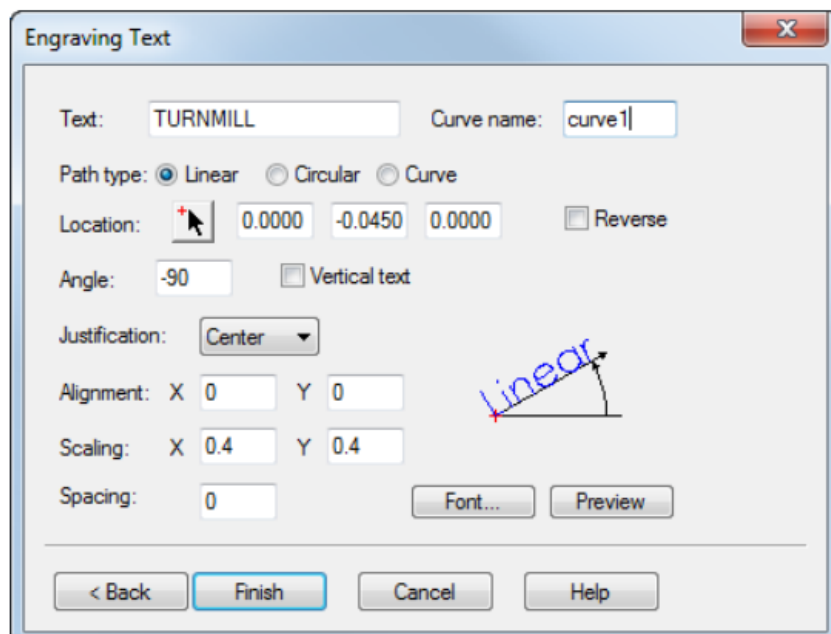 Engraving Text
Text: TURNMILL Curve name: curve1
Path type: Linear Circular Curve
Location: 0.0000 -0.0450 0.0000 Reverse
Angle: -90 Vertical text
Justification: Center
Linear
Alignment: X 0 Y 0
Scaling: X 0.4 Y 0.4
Spacing: 0 Font... Preview
< Back Finish Cancel Help